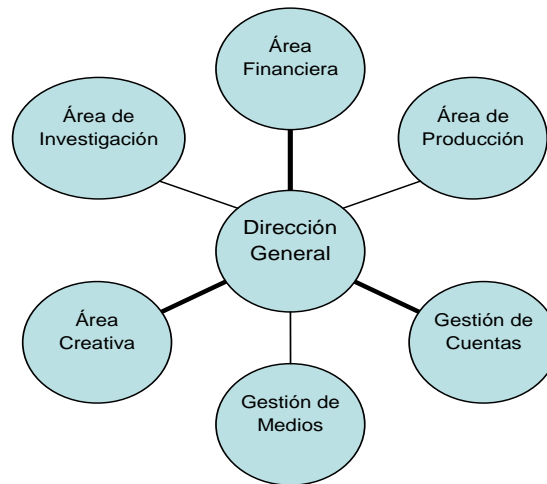 Área
Financiera
Área de
Investigación
Área de
Producción
Dirección
General
Área
Creativa
Gestión de
Cuentas
Gestión de
Medios